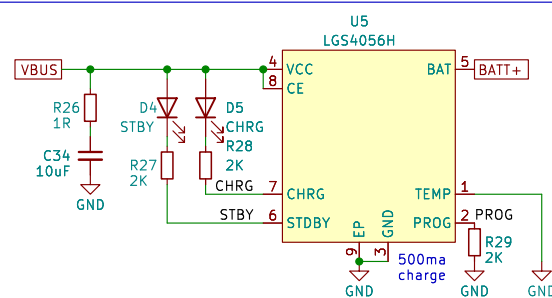 U5
LGS4056H
VBUS
4
VCC
8
CE
BAT
5
BATT+
R26
1R
D4
STBY
D5
CHRG
C34
10uF
R27
2K
R28
2K
GND
CHRG
7
CHRG
TEMP
1
STBY
6
STDBY
PROG
2
PROG
EP
GND
9
3
R29
2K
500ma
charge
GND
GND
GND